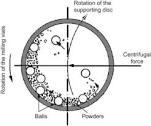 Rotation of the
supporting disc
Centrifugal
force
Rotation of the milling vials
Balls
Powders